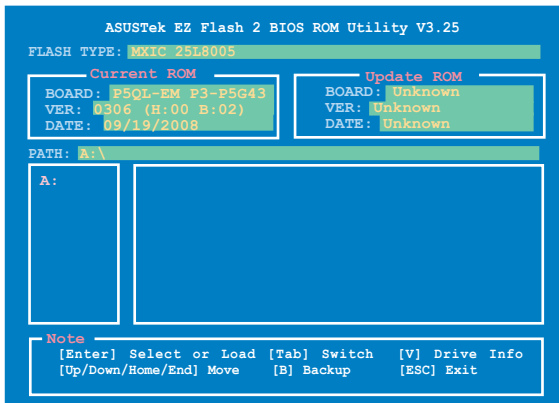 ASUSTek EZ Flash 2 BIOS ROM Utility V3.25
FLASH TYPE: MXIC 25L8005
Current ROM
BOARD: P5QL-EM P3-P5G43
VER: 0306 (H:00 B:02)
DATE: 09/19/2008
Update ROM
BOARD: Unknown
VER: Unknown
DATE: Unknown
PATH: A:\
A:
Note
[Enter] Select or Load [Tab] Switch [V] Drive Info
[Up/Down/Home/End] Move [B] Backup [ESC] Exit